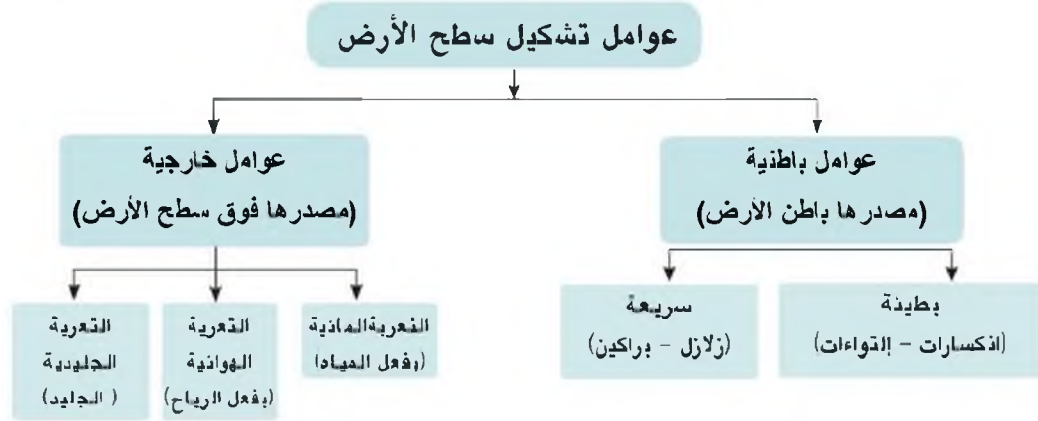 عوامل تشكيل سطح الأرض
عوامل باطنية
(مصدرها باطن الأرض)
عوامل خارجية
(مصدرها فوق سطح الأرض)
بطيئة
(انكسارات - إلتواءات)
سريعة
(زلازل - براكين)
التعرية المائية
(بفعل المياه)
التعرية
الهوائية
(بفعل الرياح)
التعرية
الجليدية
(الجليد )